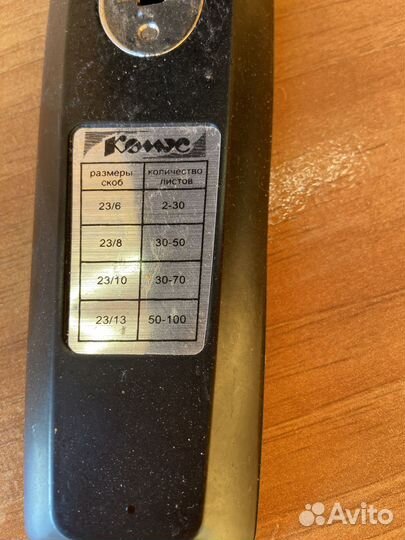 Комус
размеры скоб количество листов
23/6 2-30
23/8 30-50
23/10 30-70
23/13 50-100
Avito